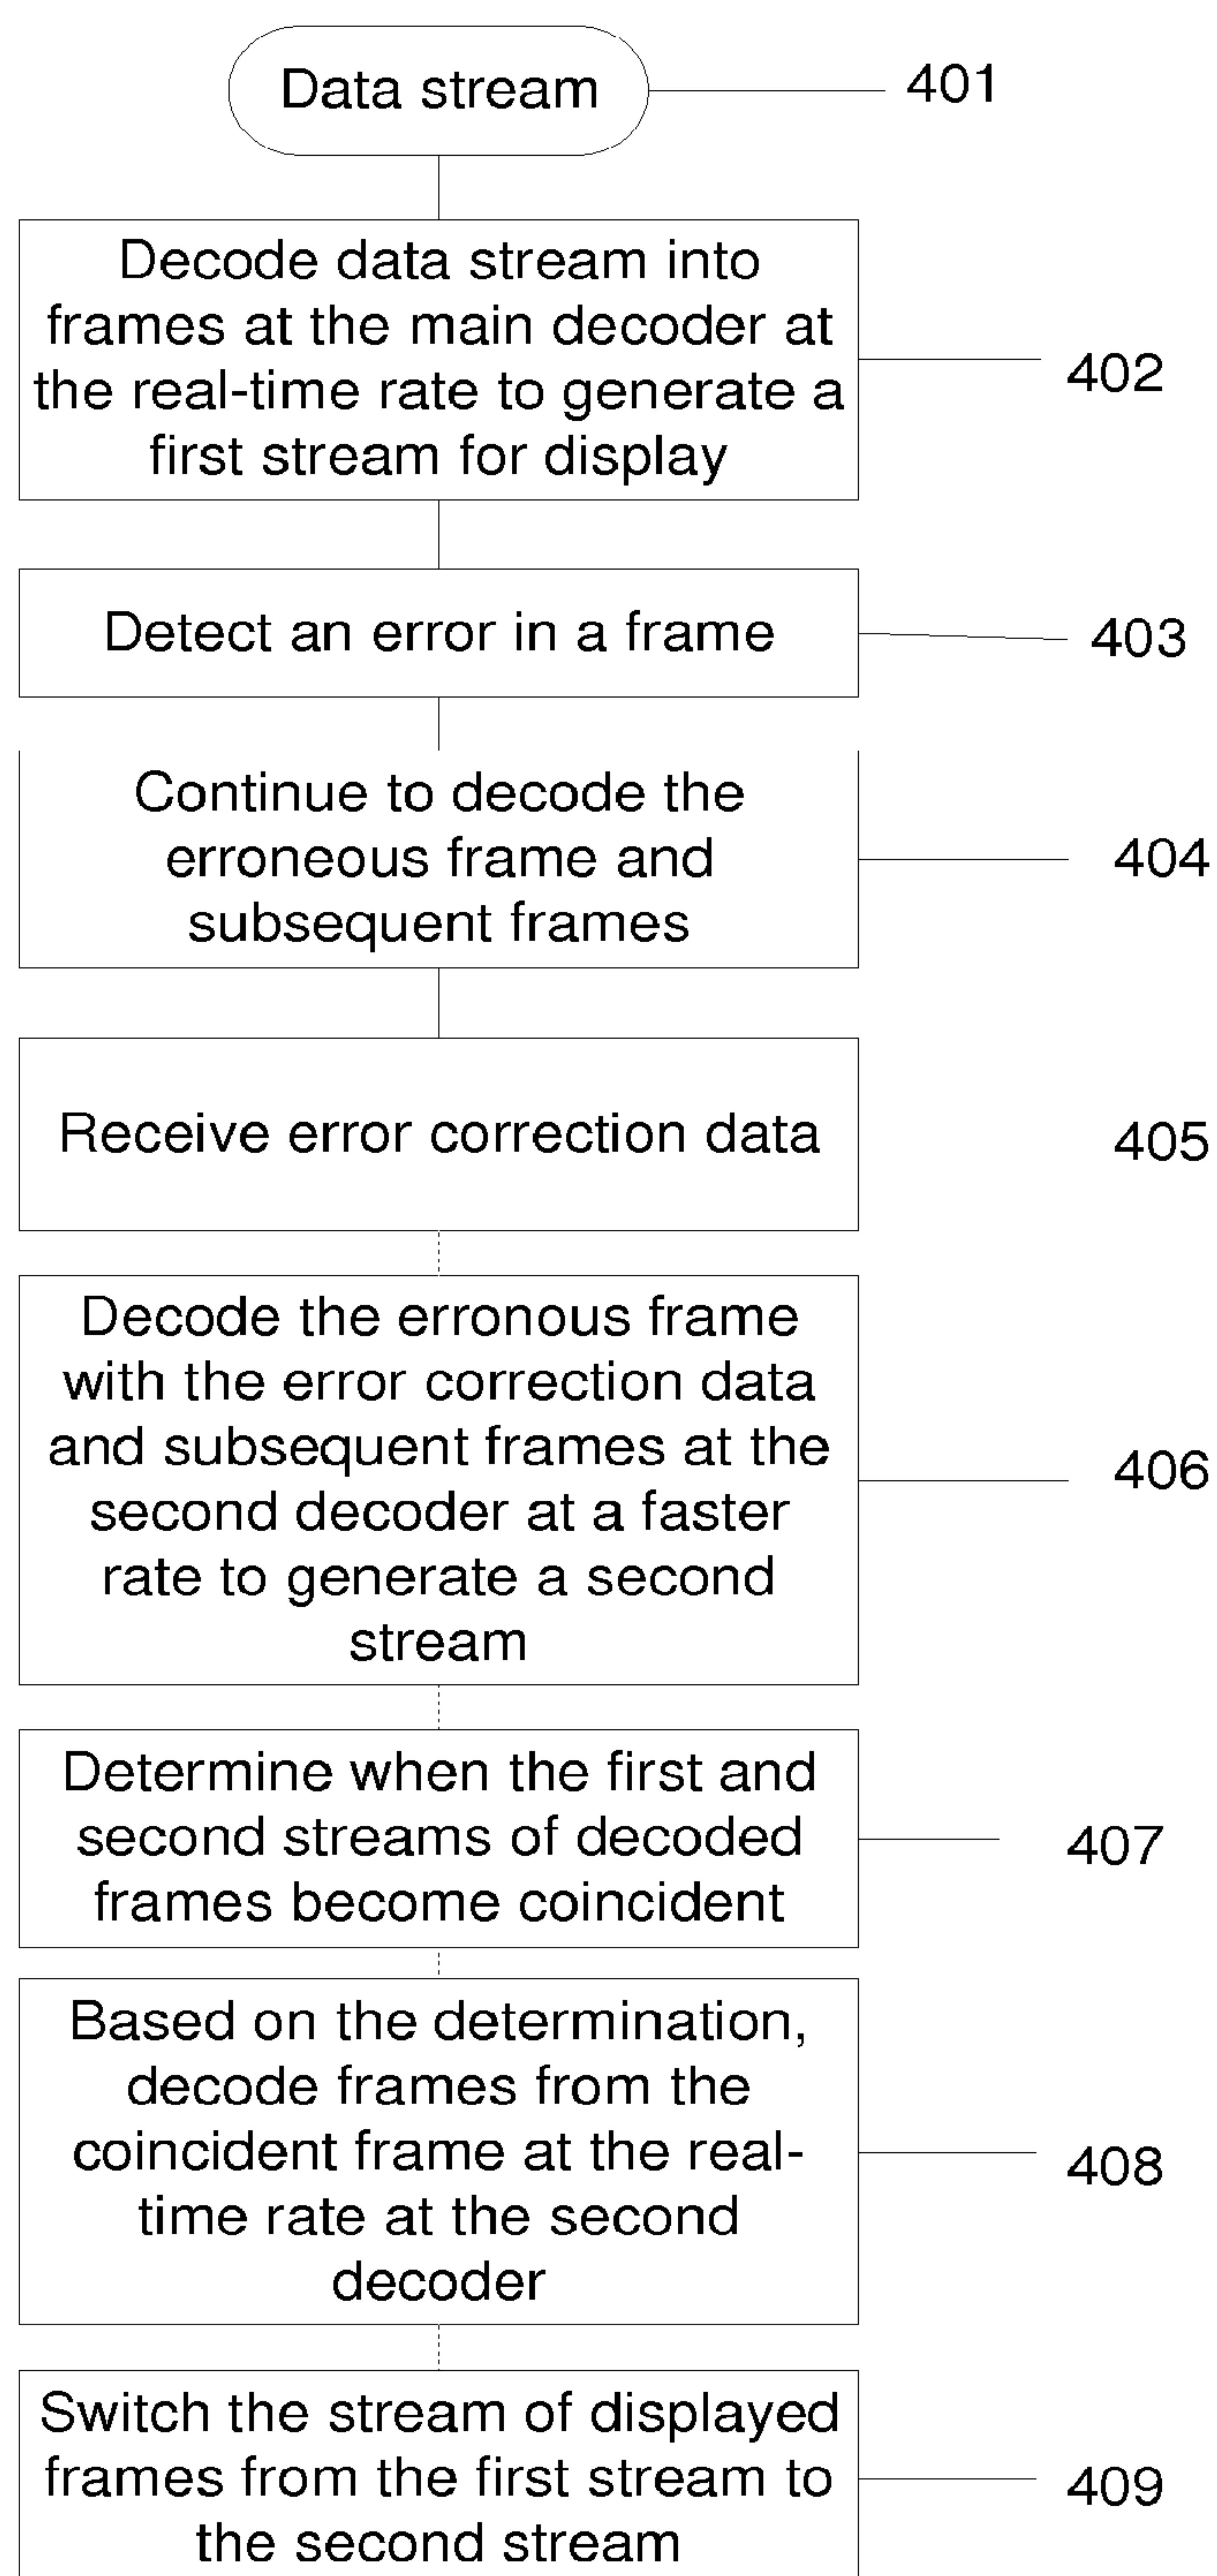 Data stream
401
Decode data stream into
frames at the main decoder at
the real-time rate to generate a
first stream for display
402
Detect an error in a frame
403
Continue to decode the
erroneous frame and
subsequent frames
404
Receive error correction data
405
Decode the erronous frame
with the error correction data
and subsequent frames at the
second decoder at a faster
rate to generate a second
stream
406
Determine when the first and
second streams of decoded
frames become coincident
407
Based on the determination,
decode frames from the
coincident frame at the real-
time rate at the second
decoder
408
Switch the stream of displayed
frames from the first stream to
the second stream
409